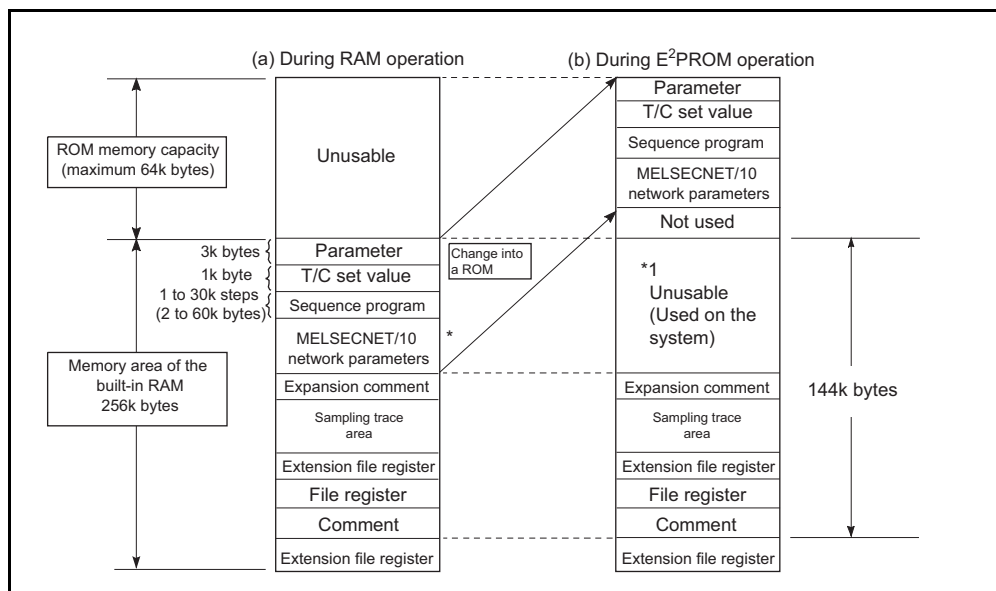 (a) During RAM operation
(b) During E²PROM operation
ROM memory capacity
(maximum 64k bytes)
Unusable
Parameter
T/C set value
Sequence program
MELSECNET/10
network parameters
Not used
3k bytes
1k byte
1 to 30k steps
(2 to 60k bytes)
Memory area of the
built-in RAM
256k bytes
Parameter
T/C set value
Sequence program
MELSECNET/10
network parameters
*
Expansion comment
Sampling trace
area
Extension file register
File register
Comment
Extension file register
Change into
a ROM
*1
Unusable
(Used on the
system)
Expansion comment
Sampling trace
area
Extension file register
File register
Comment
Extension file register
144k bytes